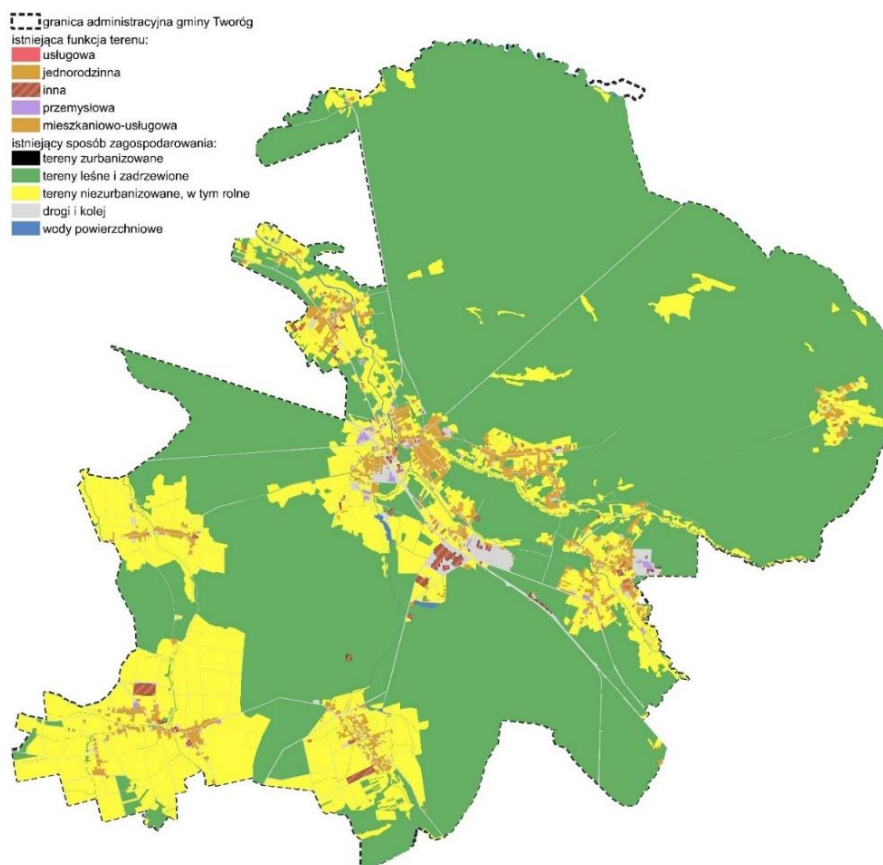 granica administracyjna gminy Tworóg
istniejąca funkcja terenu:
usługowa
jednorodzinna
inna
przemysłowa
mieszkaniowo-usługowa
istniejący sposób zagospodarowania:
tereny zurbanizowane
tereny leśne i zadrzewione
tereny niezurbanizowane, w tym rolne
drogi i kolej
wody powierzchniowe